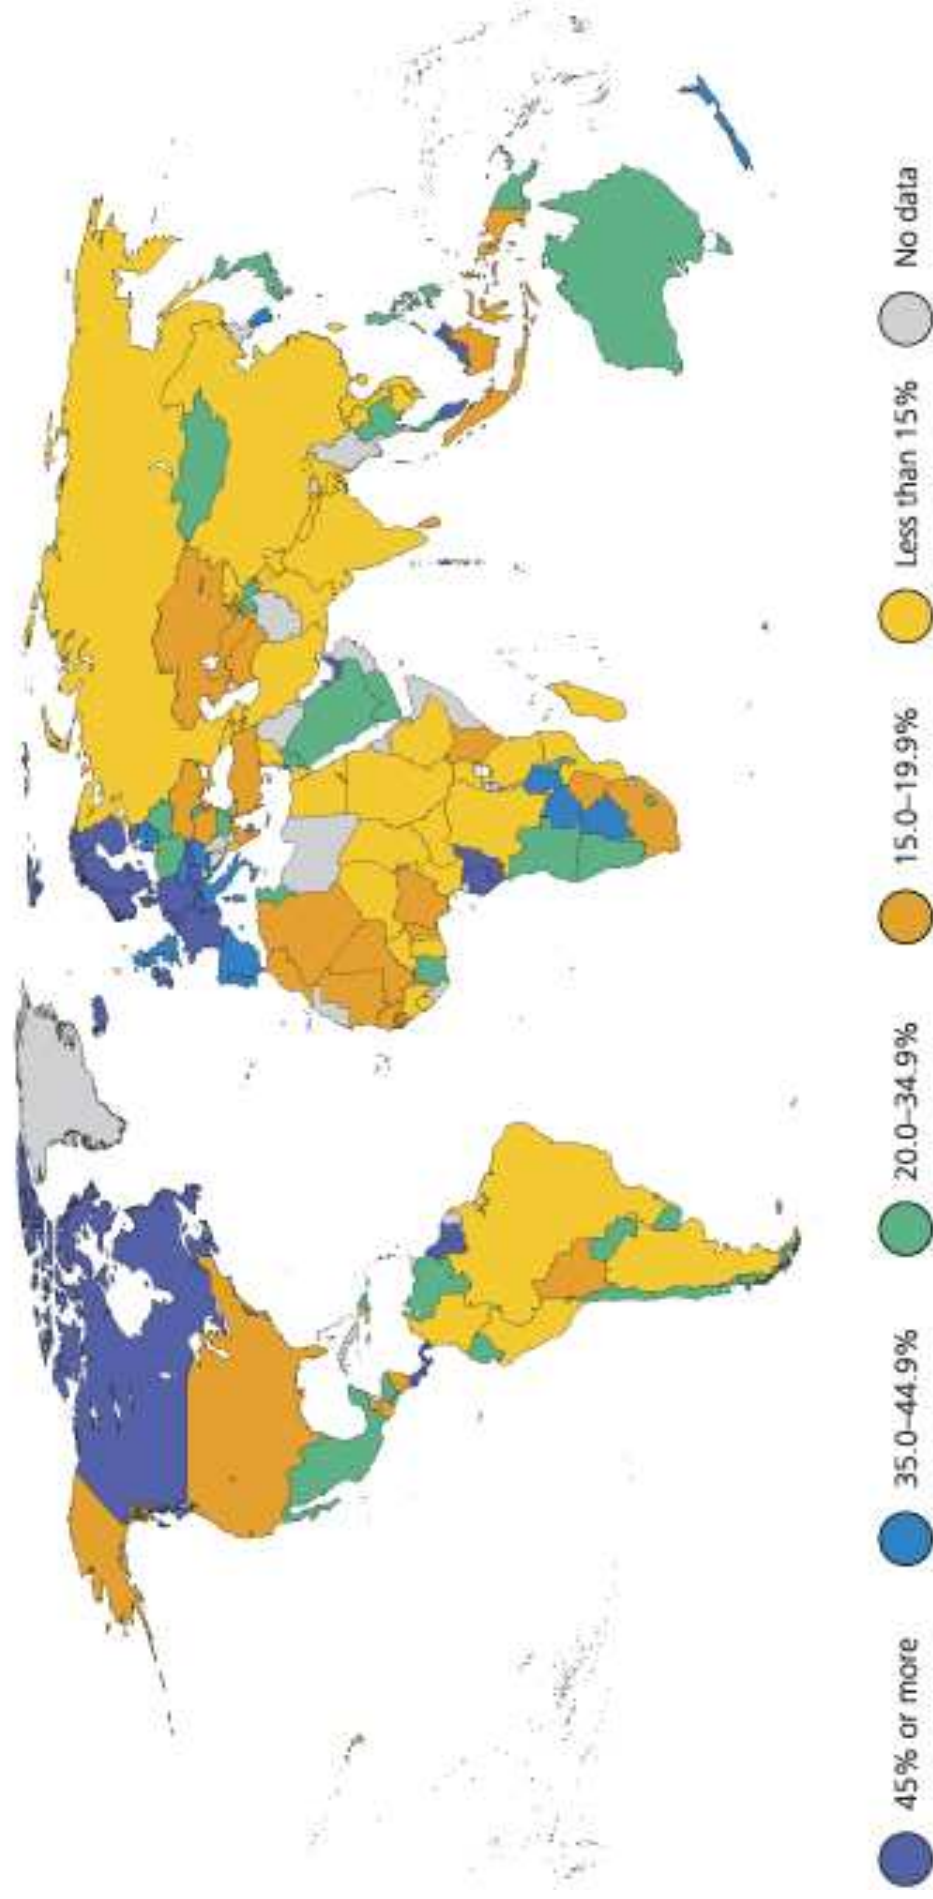 45% or more
35.0–44.9%
20.0–34.9%
15.0–19.9%
Less than 15%
No data